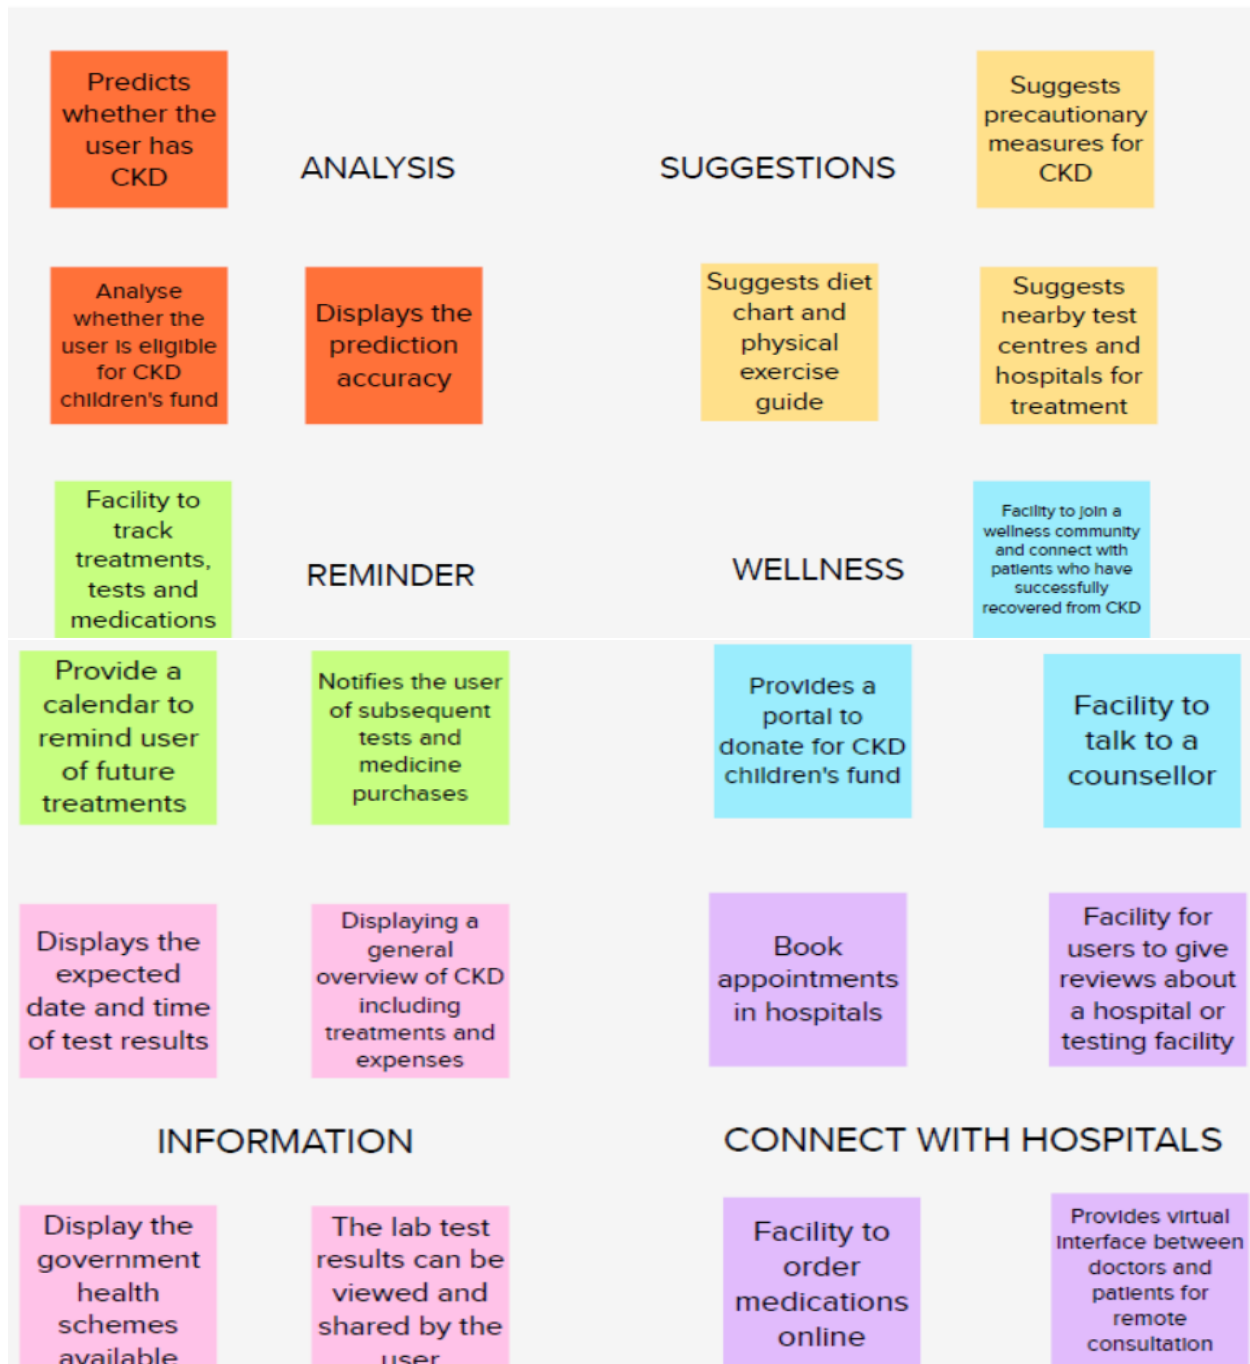 Predicts
whether the
user has
CKD
ANALYSIS
SUGGESTIONS
Suggests
precautionary
measures for
CKD
Analyse
whether the
user is eligible
for CKD
children's fund
Displays the
prediction
accuracy
Suggests diet
chart and
physical
exercise
guide
Suggests
nearby test
centres and
hospitals for
treatment
Facility to
track
treatments,
tests and
medications
REMINDER
WELLNESS
Facility to join a
wellness community
and connect with
patients who have
successfully
recovered from CKD
Provide a
calendar to
remind user
of future
treatments
Notifies the user
of subsequent
tests and
medicine
purchases
Provides a
portal to
donate for CKD
children's fund
Facility to
talk to a
counsellor
Displays the
expected
date and time
of test results
Displaying a
general
overview of CKD
including
treatments and
expenses
Book
appointments
in hospitals
Facility for
users to give
reviews about
a hospital or
testing facility
INFORMATION
CONNECT WITH HOSPITALS
Display the
government
health
schemes
available
The lab test
results can be
viewed and
shared by the
user
Facility to
order
medications
online
Provides virtual
interface between
doctors and
patients for
remote
consultation